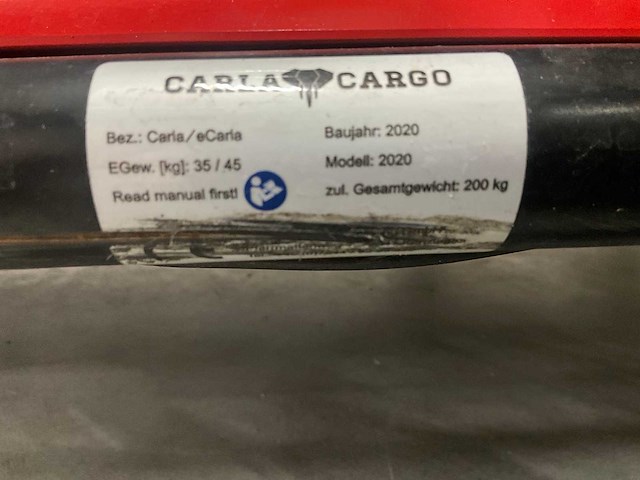 CARLA CARGO
Bez.: Carla/eCarla
Baujahr: 2020
EGew. [kg]: 35 / 45
Modell: 2020
Read manual first!
zul. Gesamtgewicht: 200 kg